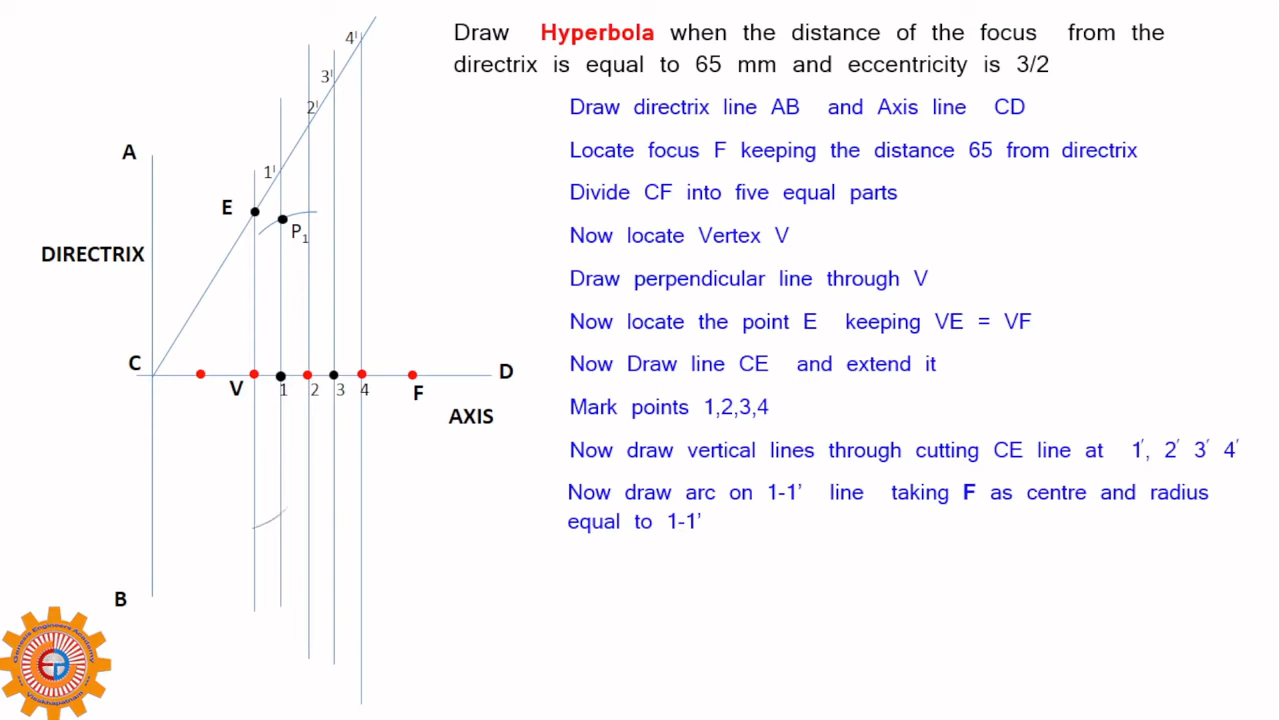 Draw Hyperbola when the distance of the focus from the
directrix is equal to 65 mm and eccentricity is 3/2
Draw directrix line AB and Axis line CD
Locate focus F keeping the distance 65 from directrix
Divide CF into five equal parts
Now locate Vertex V
Draw perpendicular line through V
Now locate the point E keeping VE = VF
Now Draw line CE and extend it
Mark points 1,2,3,4
Now draw vertical lines through cutting CE line at 1′, 2′ 3′ 4′
Now draw arc on 1-1’ line taking F as centre and radius
equal to 1-1’
4'
3'
2'
1'
A
E
P1
DIRECTRIX
C
D
V 1 2 3 4 F
AXIS
B
Genesis Engineers Academy
Visakhapatnam